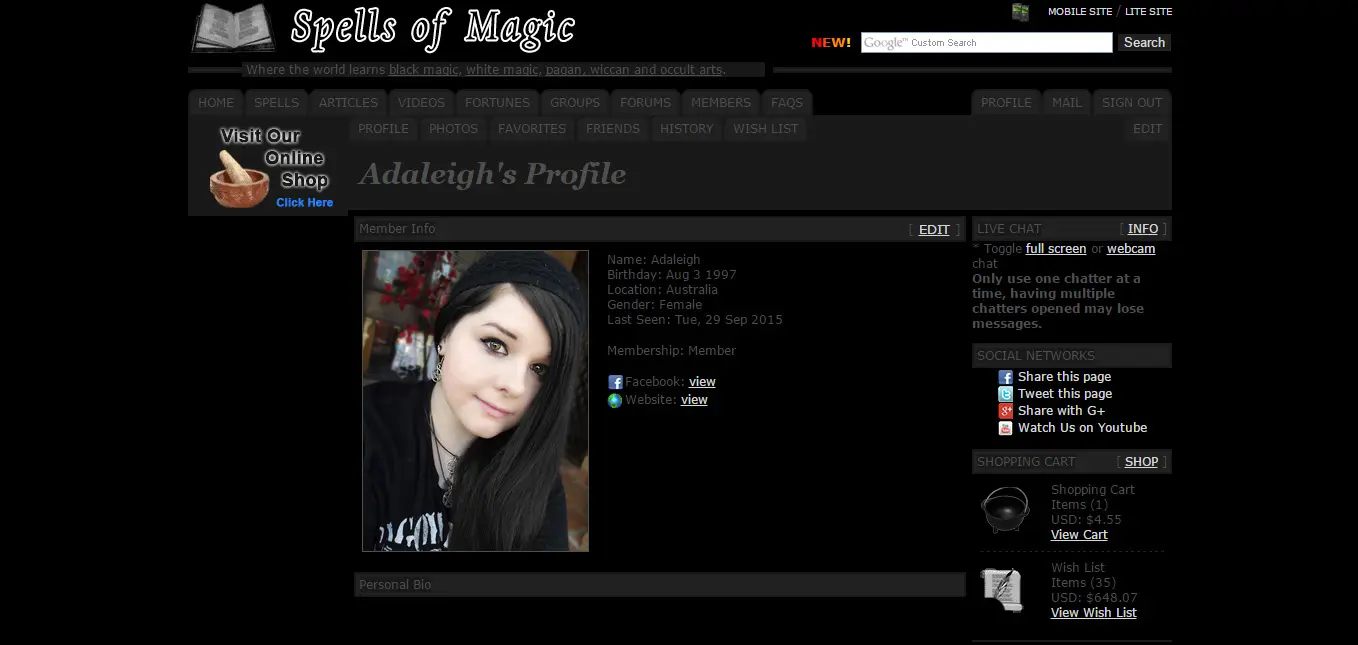 Spells of Magic
MOBILE SITE / LITE SITE
NEW! Google™ Custom Search Search
Where the world learns black magic, white magic, pagan, wiccan and occult arts.
HOME SPELLS ARTICLES VIDEOS FORTUNES GROUPS FORUMS MEMBERS FAQS PROFILE MAIL SIGN OUT
PROFILE PHOTOS FAVORITES FRIENDS HISTORY WISH LIST EDIT
Visit Our
Online
Shop
Click Here
Adaleigh's Profile
Member Info [ EDIT ]
Name: Adaleigh
Birthday: Aug 3 1997
Location: Australia
Gender: Female
Last Seen: Tue, 29 Sep 2015
Membership: Member
Facebook: view
Website: view
Personal Bio
LIVE CHAT [ INFO ]
* Toggle full screen or webcam
chat
Only use one chatter at a
time, having multiple
chatters opened may lose
messages.
SOCIAL NETWORKS
Share this page
Tweet this page
Share with G+
Watch Us on Youtube
SHOPPING CART [ SHOP ]
Shopping Cart
Items (1)
USD: $4.55
View Cart
Wish List
Items (35)
USD: $648.07
View Wish List